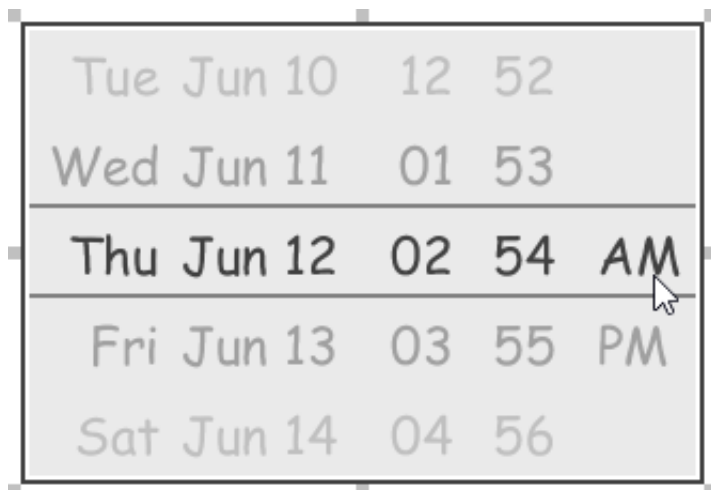 Tue Jun 10 12 52
Wed Jun 11 01 53
Thu Jun 12 02 54 AM
Fri Jun 13 03 55 PM
Sat Jun 14 04 56